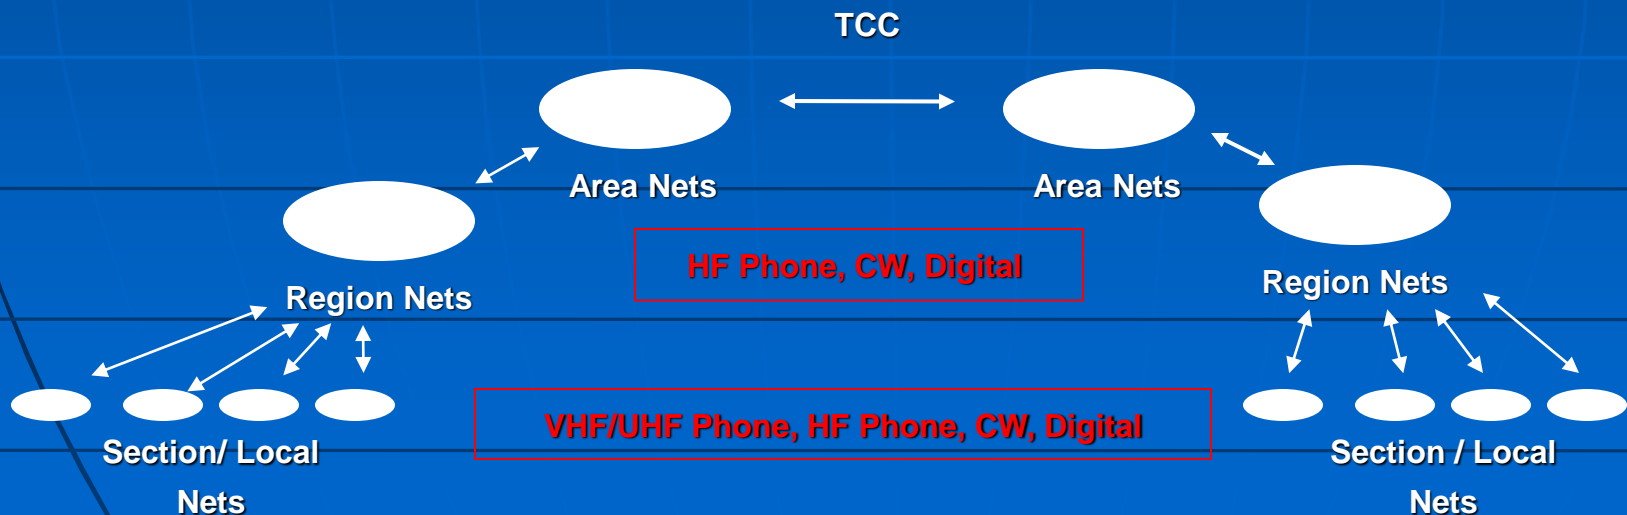 TCC
Area Nets
Area Nets
HF Phone, CW, Digital
Region Nets
Region Nets
VHF/UHF Phone, HF Phone, CW, Digital
Section/ Local
Nets
Section / Local
Nets